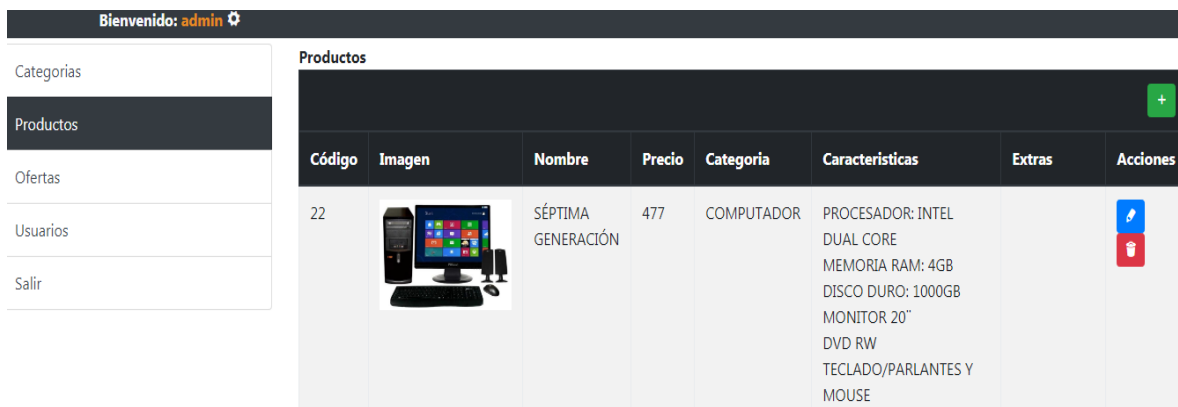 Bienvenido: admin
Categorias
Productos
Ofertas
Usuarios
Salir
Productos
+
Código Imagen Nombre Precio Categoria Caracteristicas Extras Acciones
22 SÉPTIMA GENERACIÓN 477 COMPUTADOR PROCESADOR: INTEL
DUAL CORE
MEMORIA RAM: 4GB
DISCO DURO: 1000GB
MONITOR 20¨
DVD RW
TECLADO/PARLANTES Y
MOUSE